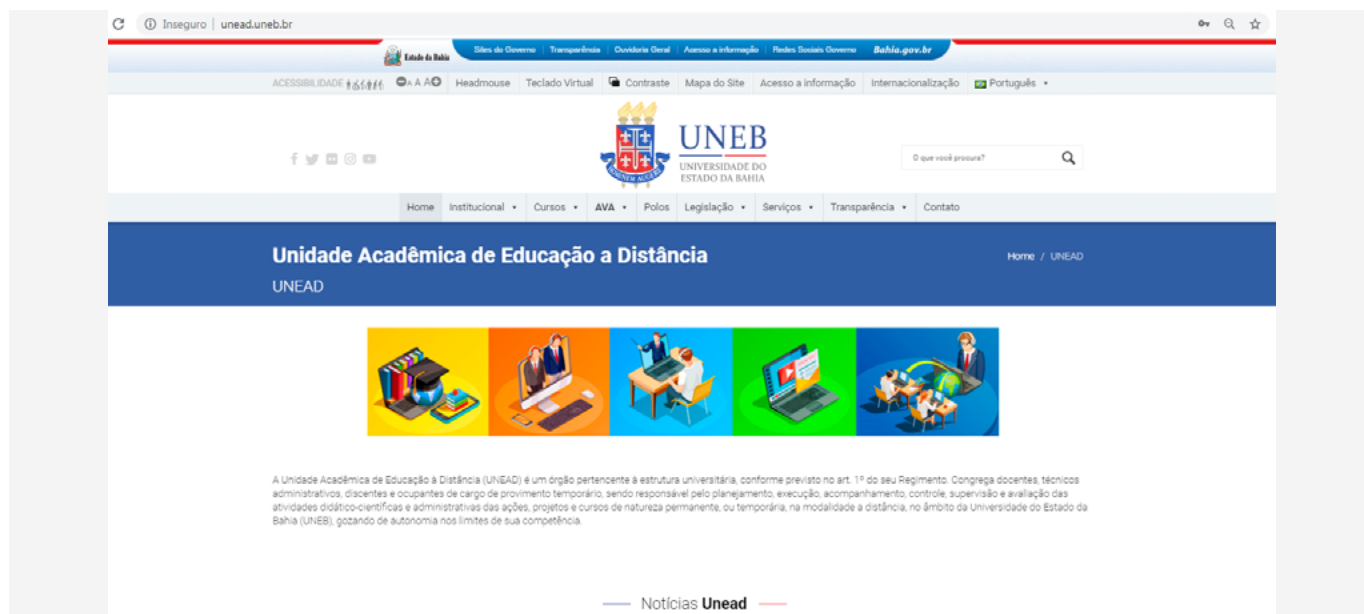 Inseguro | unead.uneb.br
Estado da Bahia
Sites do Governo | Transparência | Ouvidoria Geral | Acesso a informação | Redes Sociais Governo Bahia.gov.br
ACESSIBILIDADE A A A Headmouse Teclado Virtual Contraste Mapa do Site Acesso a informação Internacionalização Português
UNEB
UNIVERSIDADE DO
ESTADO DA BAHIA
HOMINEM AUGERE
O que você procura?
Home Institucional Cursos AVA Polos Legislação Serviços Transparência Contato
Unidade Acadêmica de Educação a Distância
Home / UNEAD
UNEAD
A Unidade Acadêmica de Educação à Distância (UNEAD) é um órgão pertencente à estrutura universitária, conforme previsto no art. 1º do seu Regimento. Congrega docentes, técnicos
administrativos, discentes e ocupantes de cargo de provimento temporário, sendo responsável pelo planejamento, execução, acompanhamento, controle, supervisão e avaliação das
atividades didático-científicas e administrativas das ações, projetos e cursos de natureza permanente, ou temporária, na modalidade a distância, no âmbito da Universidade do Estado da
Bahia (UNEB), gozando de autonomia nos limites de sua competência.
Notícias Unead